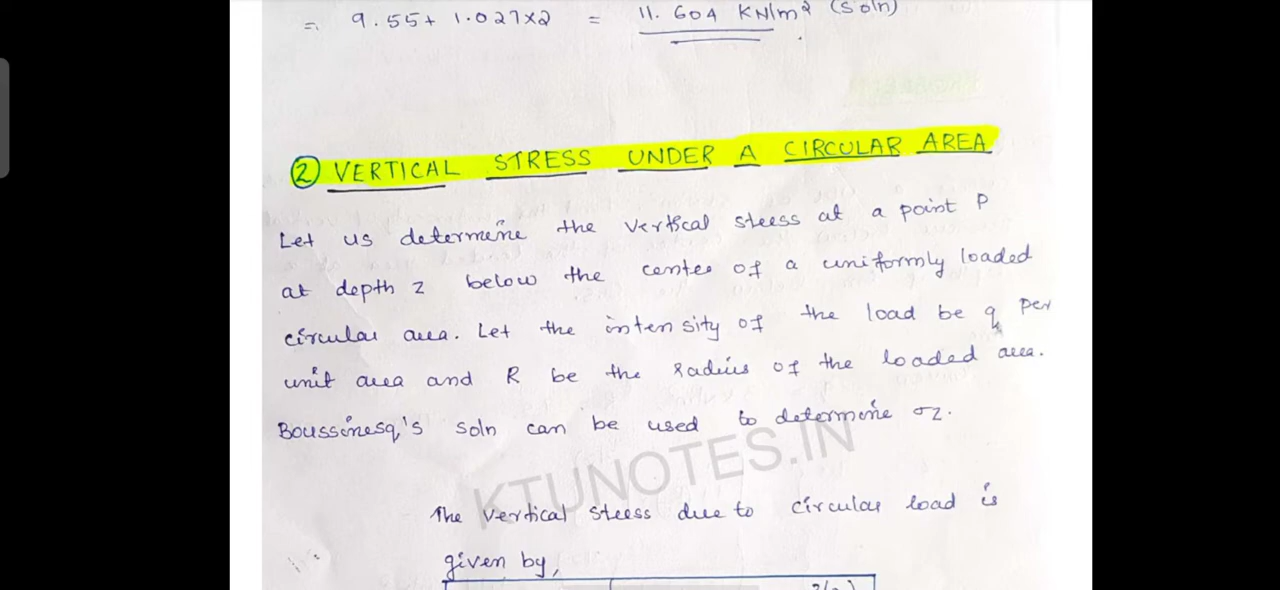 = 9.55+ 1.027×2 = 11.604 KN/m² (soln)
② VERTICAL STRESS UNDER A CIRCULAR AREA
Let us determine the vertical stress at a point P
at depth z below the center of a uniformly loaded
circular area. Let the intensity of the load be q per
unit area and R be the radius of the loaded area.
Boussinesq's soln can be used to determine σz.
KTUNOTES.IN
The vertical stress due to circular load is
given by,